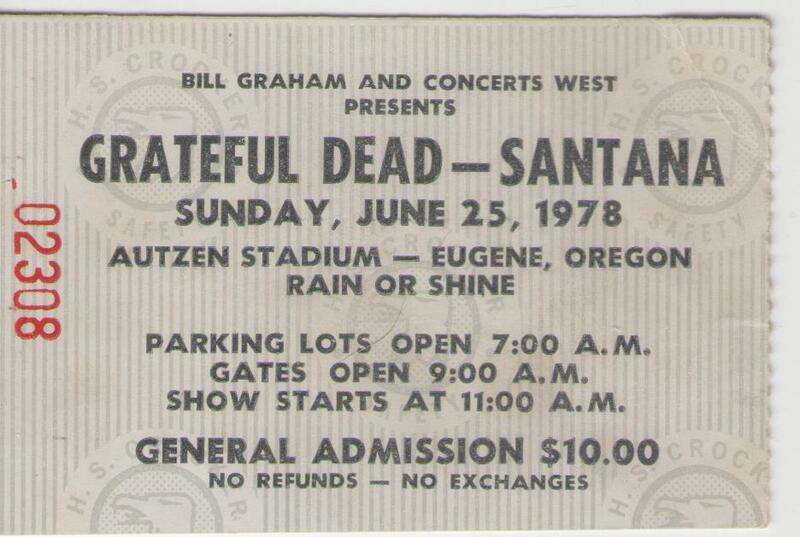 BILL GRAHAM AND CONCERTS WEST
PRESENTS
GRATEFUL DEAD — SANTANA
SUNDAY, JUNE 25, 1978
AUTZEN STADIUM — EUGENE, OREGON
RAIN OR SHINE
PARKING LOTS OPEN 7:00 A.M.
GATES OPEN 9:00 A.M.
SHOW STARTS AT 11:00 A.M.
GENERAL ADMISSION $10.00
NO REFUNDS — NO EXCHANGES
02308
H. S. CROCKER
SAFETY